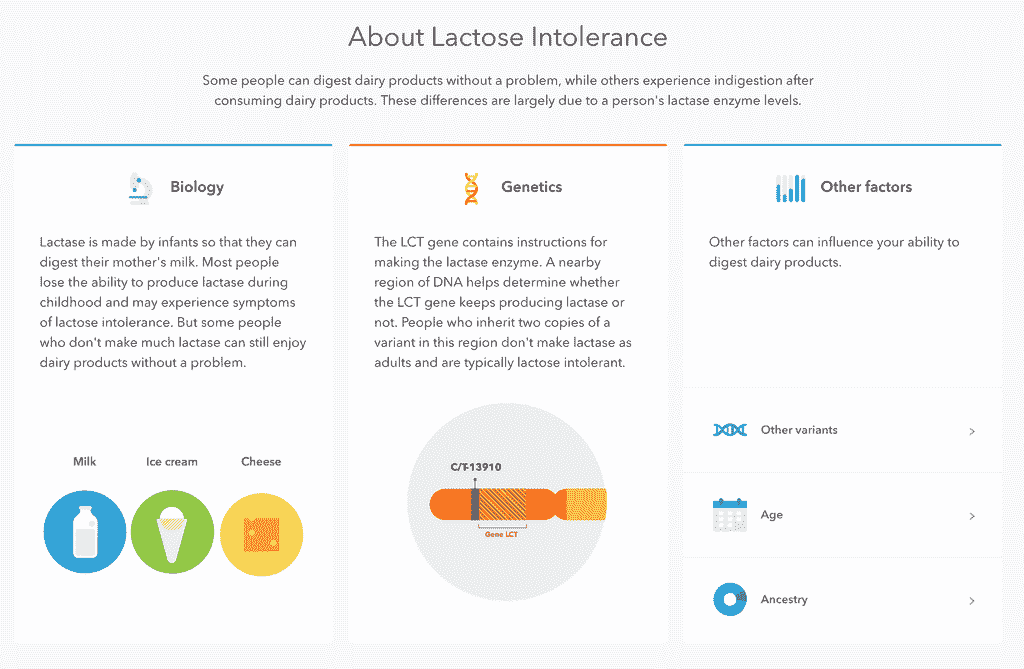 About Lactose Intolerance
Some people can digest dairy products without a problem, while others experience indigestion after
consuming dairy products. These differences are largely due to a person's lactase enzyme levels.
Biology
Lactase is made by infants so that they can
digest their mother's milk. Most people
lose the ability to produce lactase during
childhood and may experience symptoms
of lactose intolerance. But some people
who don't make much lactase can still enjoy
dairy products without a problem.
Milk
Ice cream
Cheese
Genetics
The LCT gene contains instructions for
making the lactase enzyme. A nearby
region of DNA helps determine whether
the LCT gene keeps producing lactase or
not. People who inherit two copies of a
variant in this region don't make lactase as
adults and are typically lactose intolerant.
C/T-13910
Gene LCT
Other factors
Other factors can influence your ability to
digest dairy products.
Other variants
Age
Ancestry